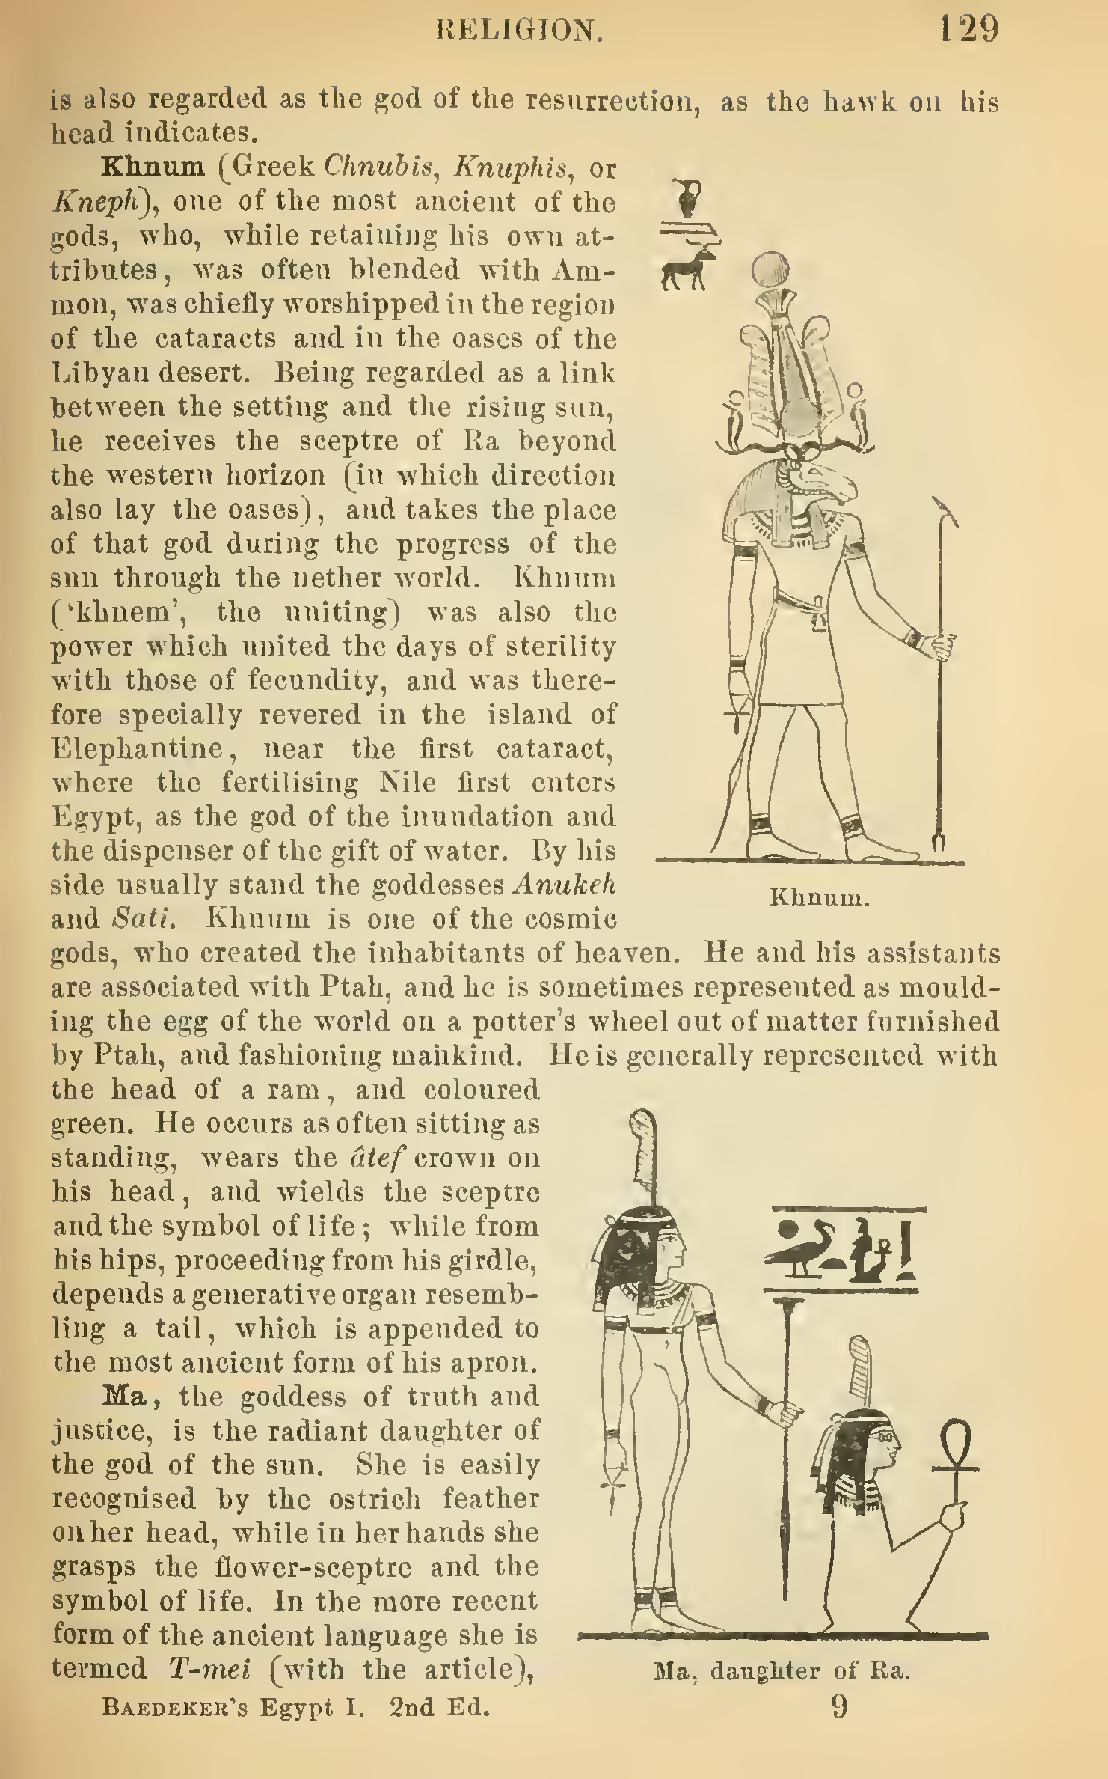 RELIGION. 129
is also regarded as the god of the resurrection, as the hawk on his
head indicates.
Khnum (Greek Chnubis, Knuphis, or
Kneph), one of the most ancient of the
gods, who, while retaining his own at-
tributes, was often blended with Am-
mon, was chiefly worshipped in the region
of the cataracts and in the oases of the
Libyan desert. Being regarded as a link
between the setting and the rising sun,
he receives the sceptre of Ra beyond
the western horizon (in which direction
also lay the oases), and takes the place
of that god during the progress of the
sun through the nether world. Khnum
('khnem', the uniting) was also the
power which united the days of sterility
with those of fecundity, and was there-
fore specially revered in the island of
Elephantine, near the first cataract,
where the fertilising Nile first enters
Egypt, as the god of the inundation and
the dispenser of the gift of water. By his
side usually stand the goddesses Anukeh
and Sati. Khnum is one of the cosmic
Khnum.
gods, who created the inhabitants of heaven. He and his assistants
are associated with Ptah, and he is sometimes represented as mould-
ing the egg of the world on a potter's wheel out of matter furnished
by Ptah, and fashioning mankind. He is generally represented with
the head of a ram, and coloured
green. He occurs as often sitting as
standing, wears the âtef crown on
his head, and wields the sceptre
and the symbol of life; while from
his hips, proceeding from his girdle,
depends a generative organ resemb-
ling a tail, which is appended to
the most ancient form of his apron.
Ma, the goddess of truth and
justice, is the radiant daughter of
the god of the sun. She is easily
recognised by the ostrich feather
on her head, while in her hands she
grasps the flower-sceptre and the
symbol of life. In the more recent
form of the ancient language she is
termed T-mei (with the article),
Ma, daughter of Ra.
BAEDEKER's Egypt I. 2nd Ed. 9